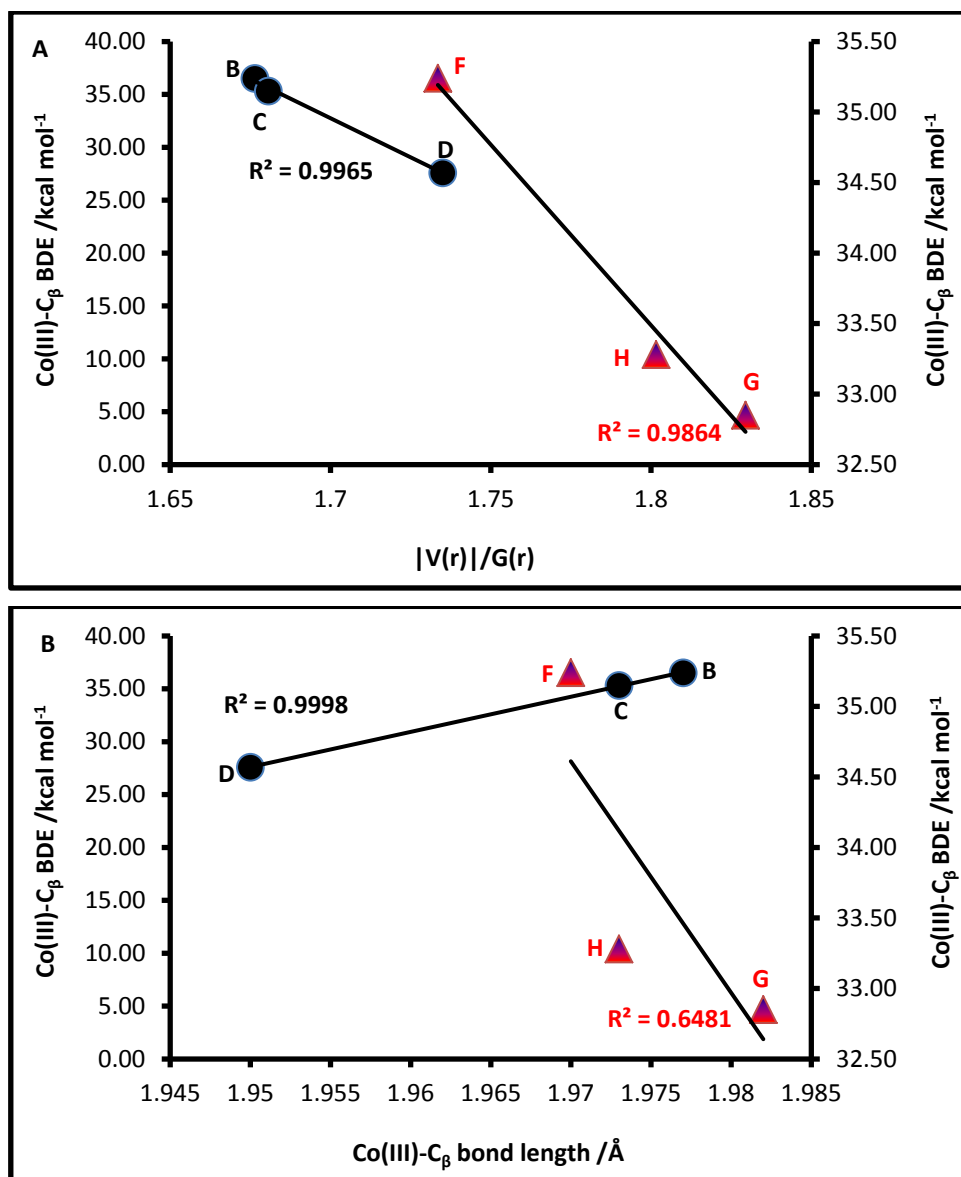 A
40.00
35.00
30.00
25.00
20.00
15.00
10.00
5.00
0.00
Co(III)-Cβ BDE /kcal mol⁻¹
B
C
D
R² = 0.9965
F
H
G
R² = 0.9864
35.50
35.00
34.50
34.00
33.50
33.00
32.50
Co(III)-Cβ BDE /kcal mol⁻¹
1.65 1.7 1.75 1.8 1.85
|V(r)|/G(r)
B
40.00
35.00
30.00
25.00
20.00
15.00
10.00
5.00
0.00
Co(III)-Cβ BDE /kcal mol⁻¹
R² = 0.9998
D
F
C
B
H
G
R² = 0.6481
35.50
35.00
34.50
34.00
33.50
33.00
32.50
Co(III)-Cβ BDE /kcal mol⁻¹
1.945 1.95 1.955 1.96 1.965 1.97 1.975 1.98 1.985
Co(III)-Cβ bond length /Å